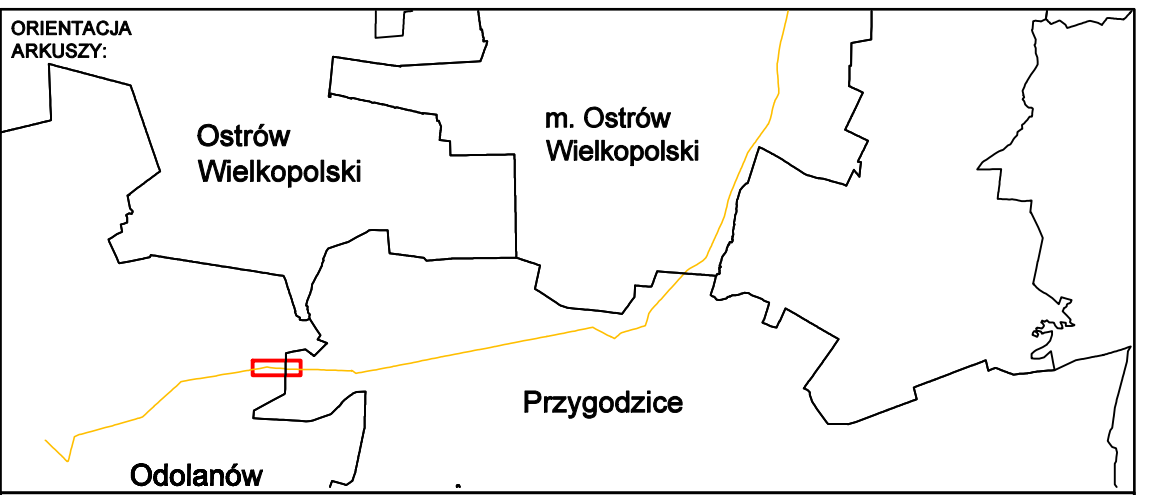 ORIENTACJA
ARKUSZY:
Ostrów
Wielkopolski
m. Ostrów
Wielkopolski
Przygodzice
Odolanów